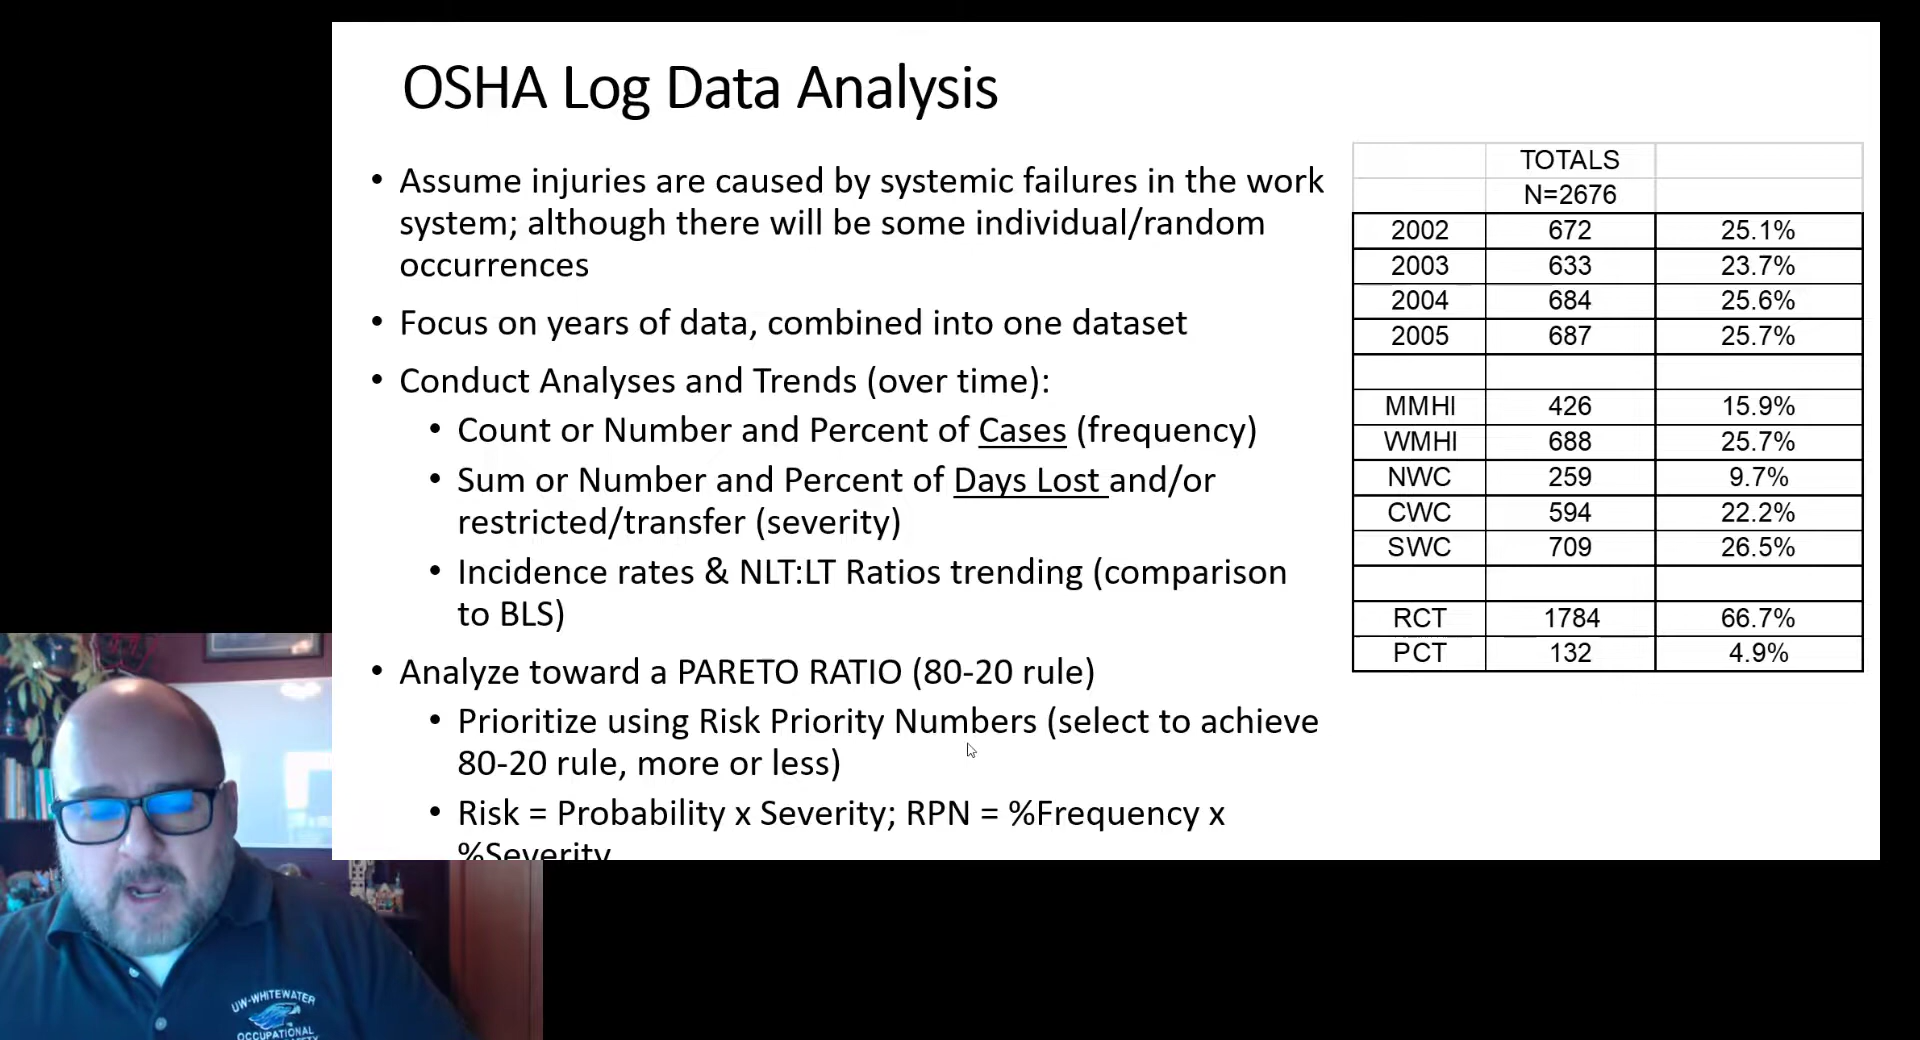 OSHA Log Data Analysis
• Assume injuries are caused by systemic failures in the work
system; although there will be some individual/random
occurrences
• Focus on years of data, combined into one dataset
• Conduct Analyses and Trends (over time):
• Count or Number and Percent of Cases (frequency)
• Sum or Number and Percent of Days Lost and/or
restricted/transfer (severity)
• Incidence rates & NLT:LT Ratios trending (comparison
to BLS)
• Analyze toward a PARETO RATIO (80-20 rule)
• Prioritize using Risk Priority Numbers (select to achieve
80-20 rule, more or less)
• Risk = Probability x Severity; RPN = %Frequency x
%Severity
TOTALS
N=2676
2002 672 25.1%
2003 633 23.7%
2004 684 25.6%
2005 687 25.7%
MMHI 426 15.9%
WMHI 688 25.7%
NWC 259 9.7%
CWC 594 22.2%
SWC 709 26.5%
RCT 1784 66.7%
PCT 132 4.9%
UW-WHITEWATER
OCCUPATIONAL